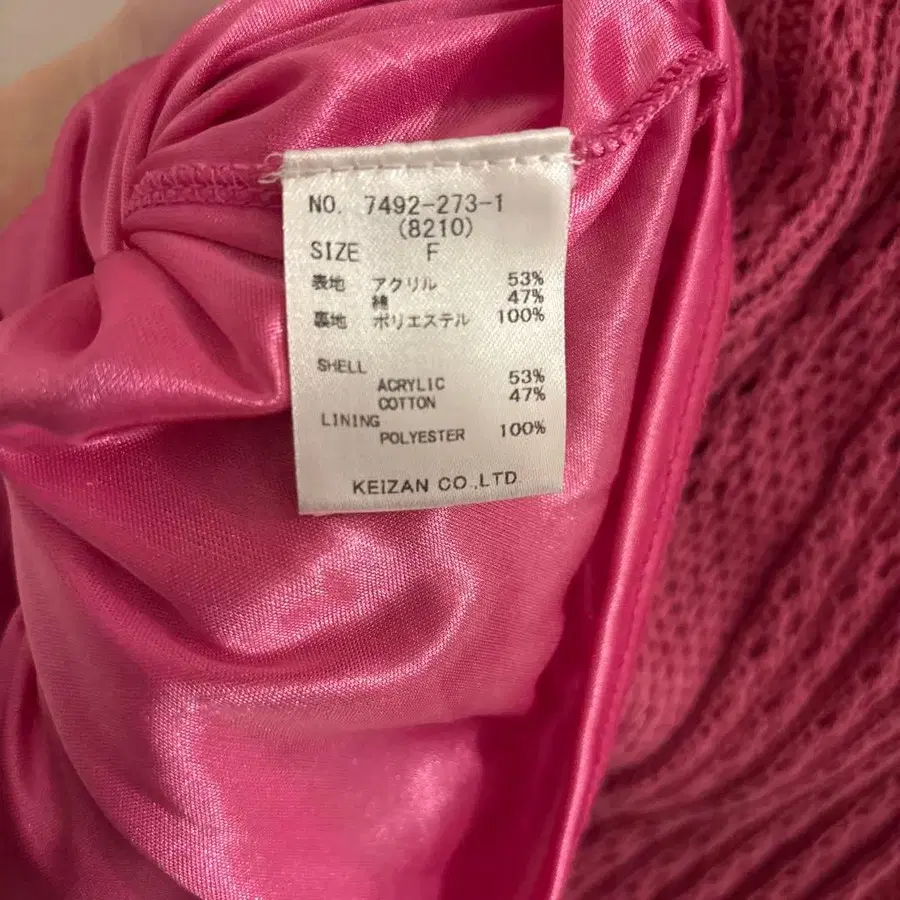 NO. 7492-273-1
(8210)
SIZE F
表地 アクリル 53%
綿 47%
裏地 ポリエステル 100%
SHELL
ACRYLIC 53%
COTTON 47%
LINING
POLYESTER 100%
KEIZAN CO.,LTD.